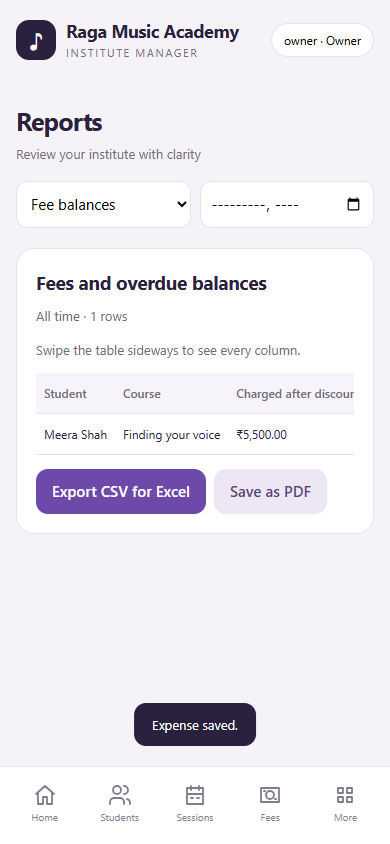 Raga Music Academy
INSTITUTE MANAGER
owner · Owner
Reports
Review your institute with clarity
Fee balances
---------, ----
Fees and overdue balances
All time · 1 rows
Swipe the table sideways to see every column.
Student Course Charged after discour
Meera Shah Finding your voice ₹5,500.00
Export CSV for Excel Save as PDF
Expense saved.
Home Students Sessions Fees More